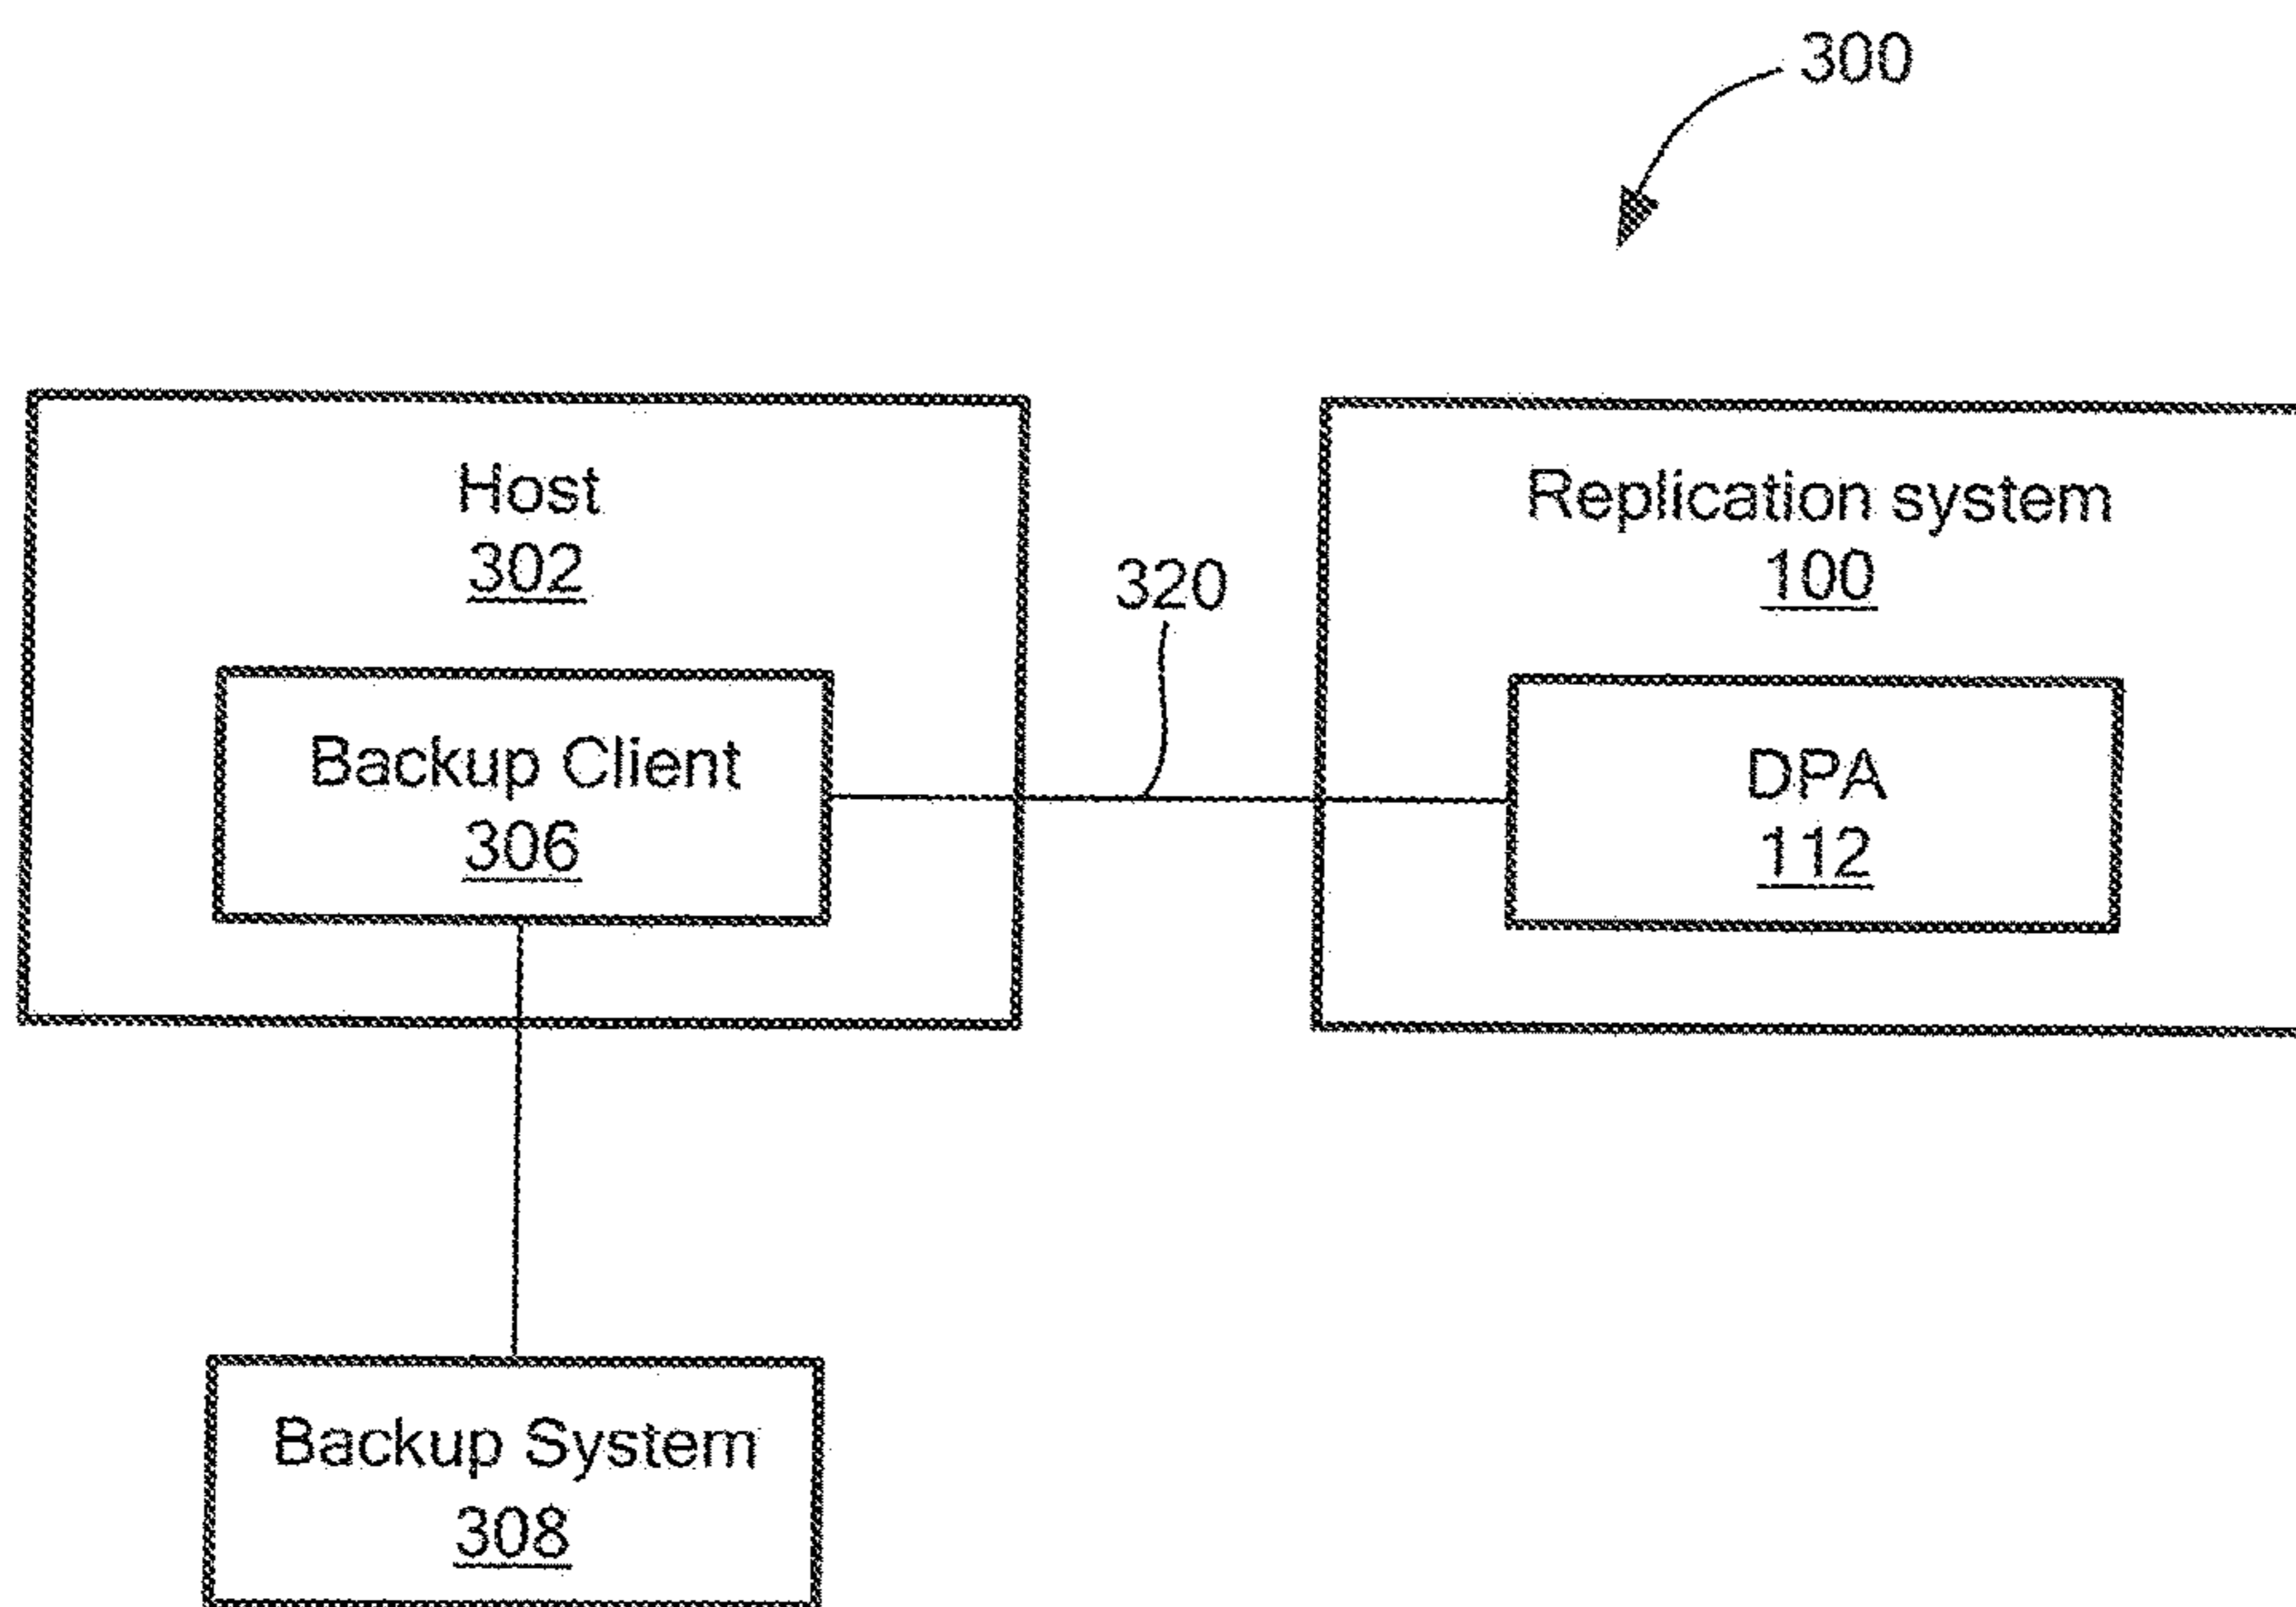 300
Host
302
Replication system
100
320
Backup Client
306
DPA
112
Backup System
308